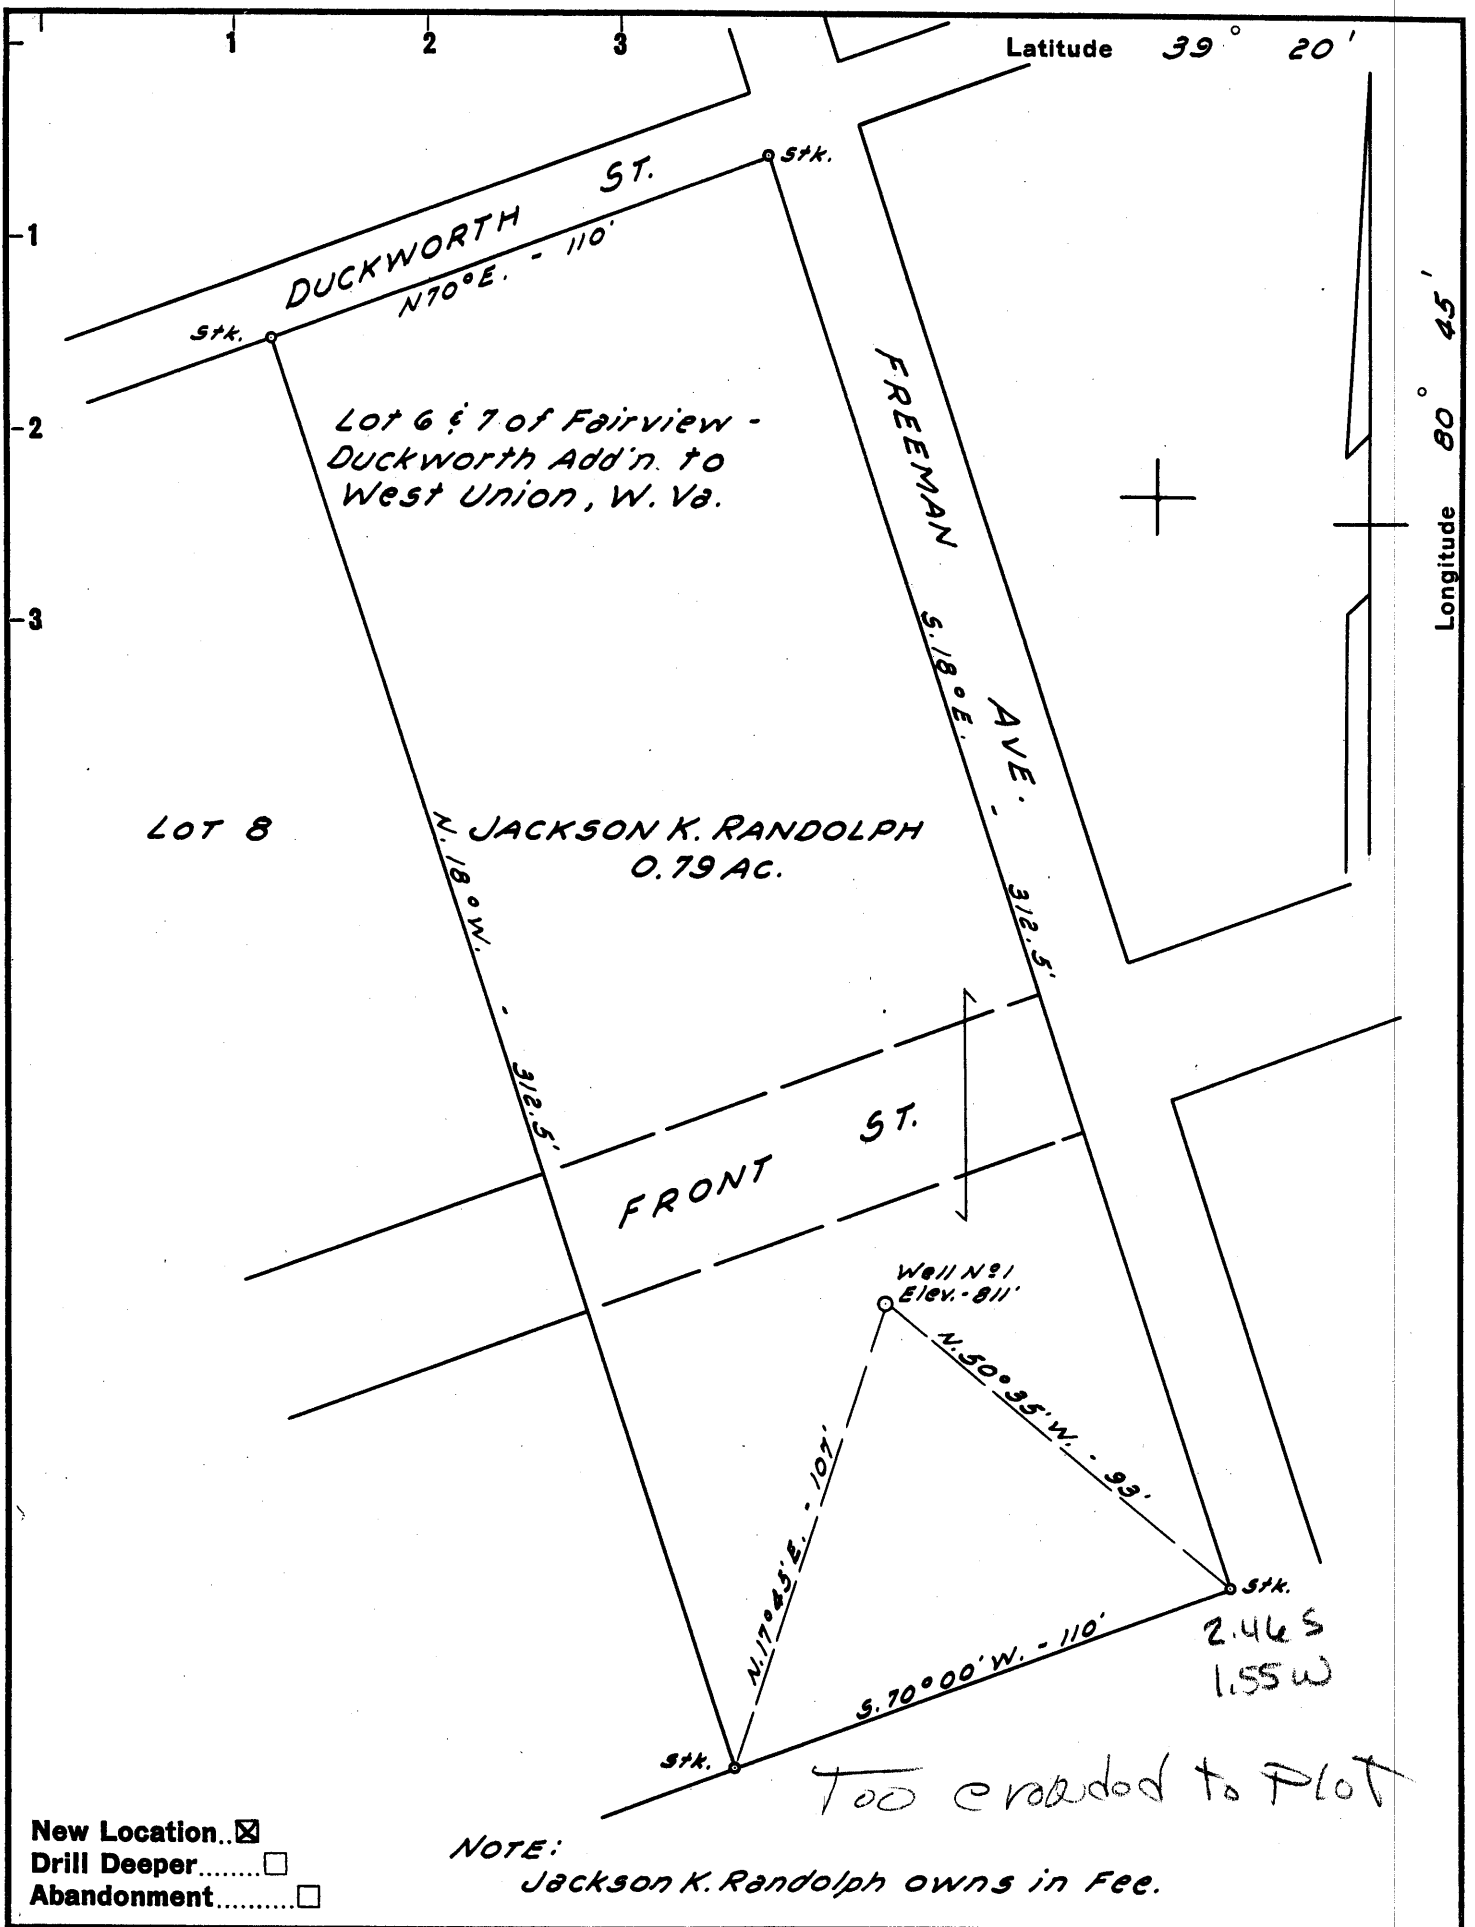 1
2
3
Latitude 39° 20'
-1
-2
-3
Longitude 80° 45'
DUCKWORTH ST.
N70°E. - 110'
stk.
stk.
Lot 6 & 7 of Fairview -
Duckworth Add'n. to
West Union, W. Va.
FREEMAN AVE.
S. 18° E. - 312.5'
LOT 8
N. 18° W. - 312.5'
JACKSON K. RANDOLPH
0.79 AC.
FRONT ST.
Well Nº 1
Elev. - 811'
N. 50° 35' W. - 93'
N. 17° 45' E. - 107'
S. 70° 00' W. - 110'
stk.
2.46 S
1.55 W
stk.
Too crowded to Plot
New Location..☒
Drill Deeper........☐
Abandonment..........☐
NOTE:
Jackson K. Randolph owns in Fee.